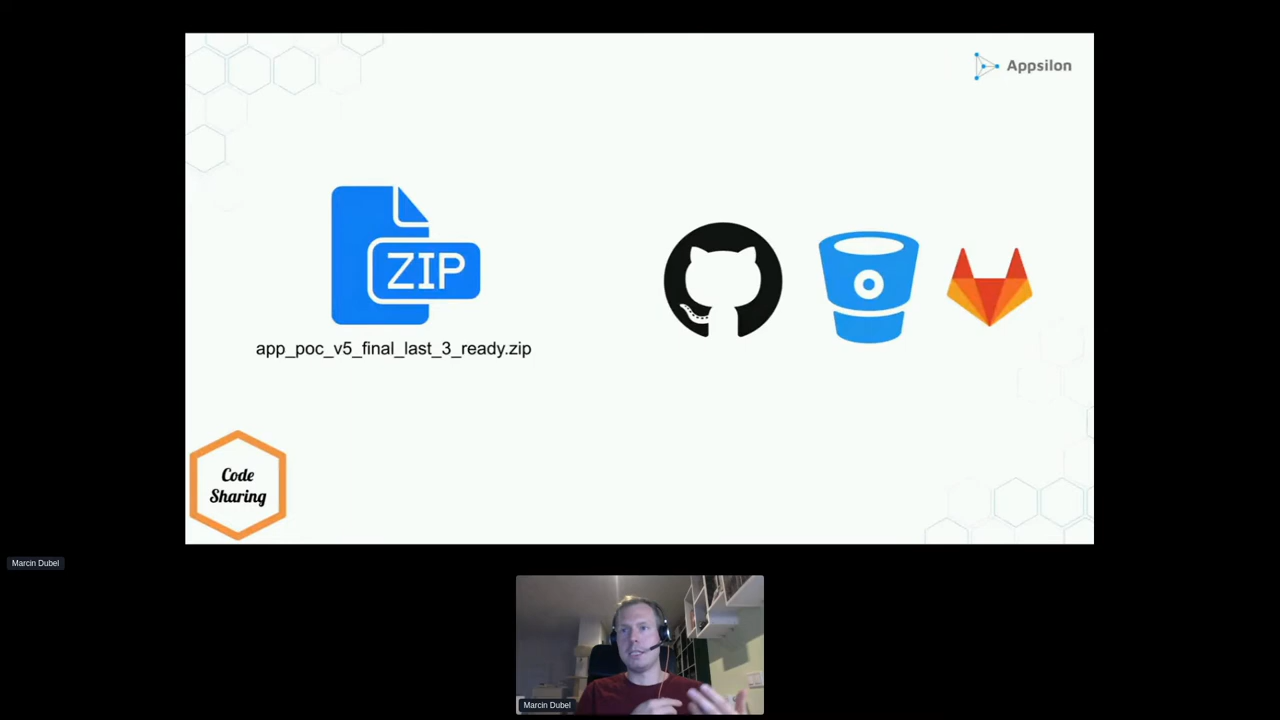 Appsilon
ZIP
app_poc_v5_final_last_3_ready.zip
Code
Sharing
Marcin Dubel
Marcin Dubel